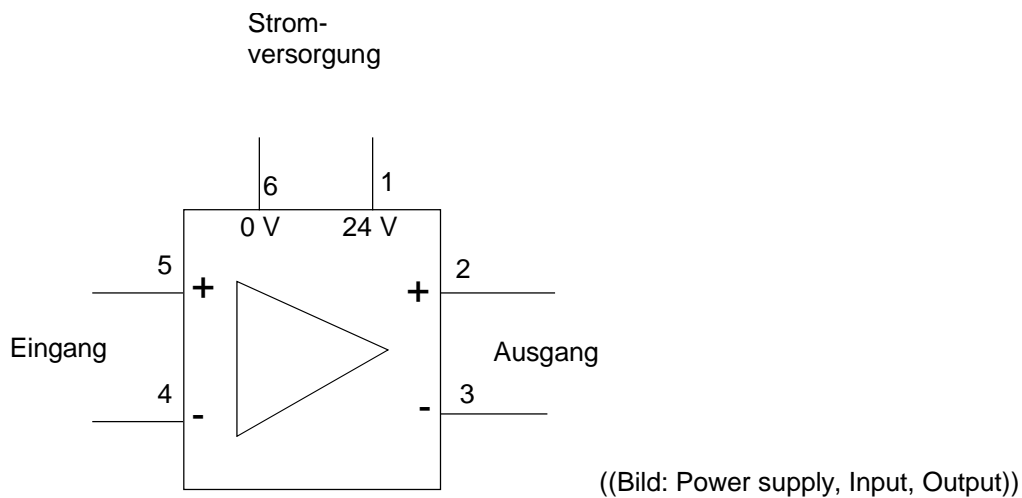 Strom-
versorgung
6 1
0 V 24 V
5 + + 2
Eingang Ausgang
4 - - 3
((Bild: Power supply, Input, Output))